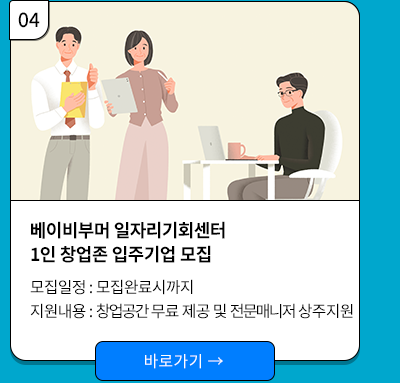 04
베이비부머 일자리기회센터
1인 창업존 입주기업 모집
모집일정 : 모집완료시까지
지원내용 : 창업공간 무료 제공 및 전문매니저 상주지원
바로가기 →